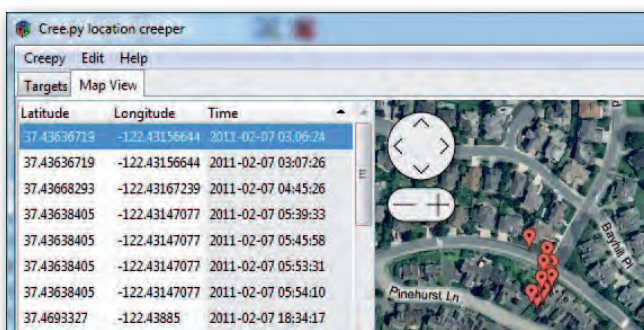 Cree.py location creeper
Creepy Edit Help
Targets Map View
Latitude Longitude Time
37.43636719 -122.43156644 2011-02-07 03:06:24
37.43636719 -122.43156644 2011-02-07 03:07:26
37.43668293 -122.43167239 2011-02-07 04:45:26
37.43638405 -122.43147077 2011-02-07 05:39:33
37.43638405 -122.43147077 2011-02-07 05:45:58
37.43638405 -122.43147077 2011-02-07 05:53:31
37.43638405 -122.43147077 2011-02-07 05:54:10
37.4693327 -122.43885 2011-02-07 18:34:17
Bayhill Pl
Pinehurst Ln